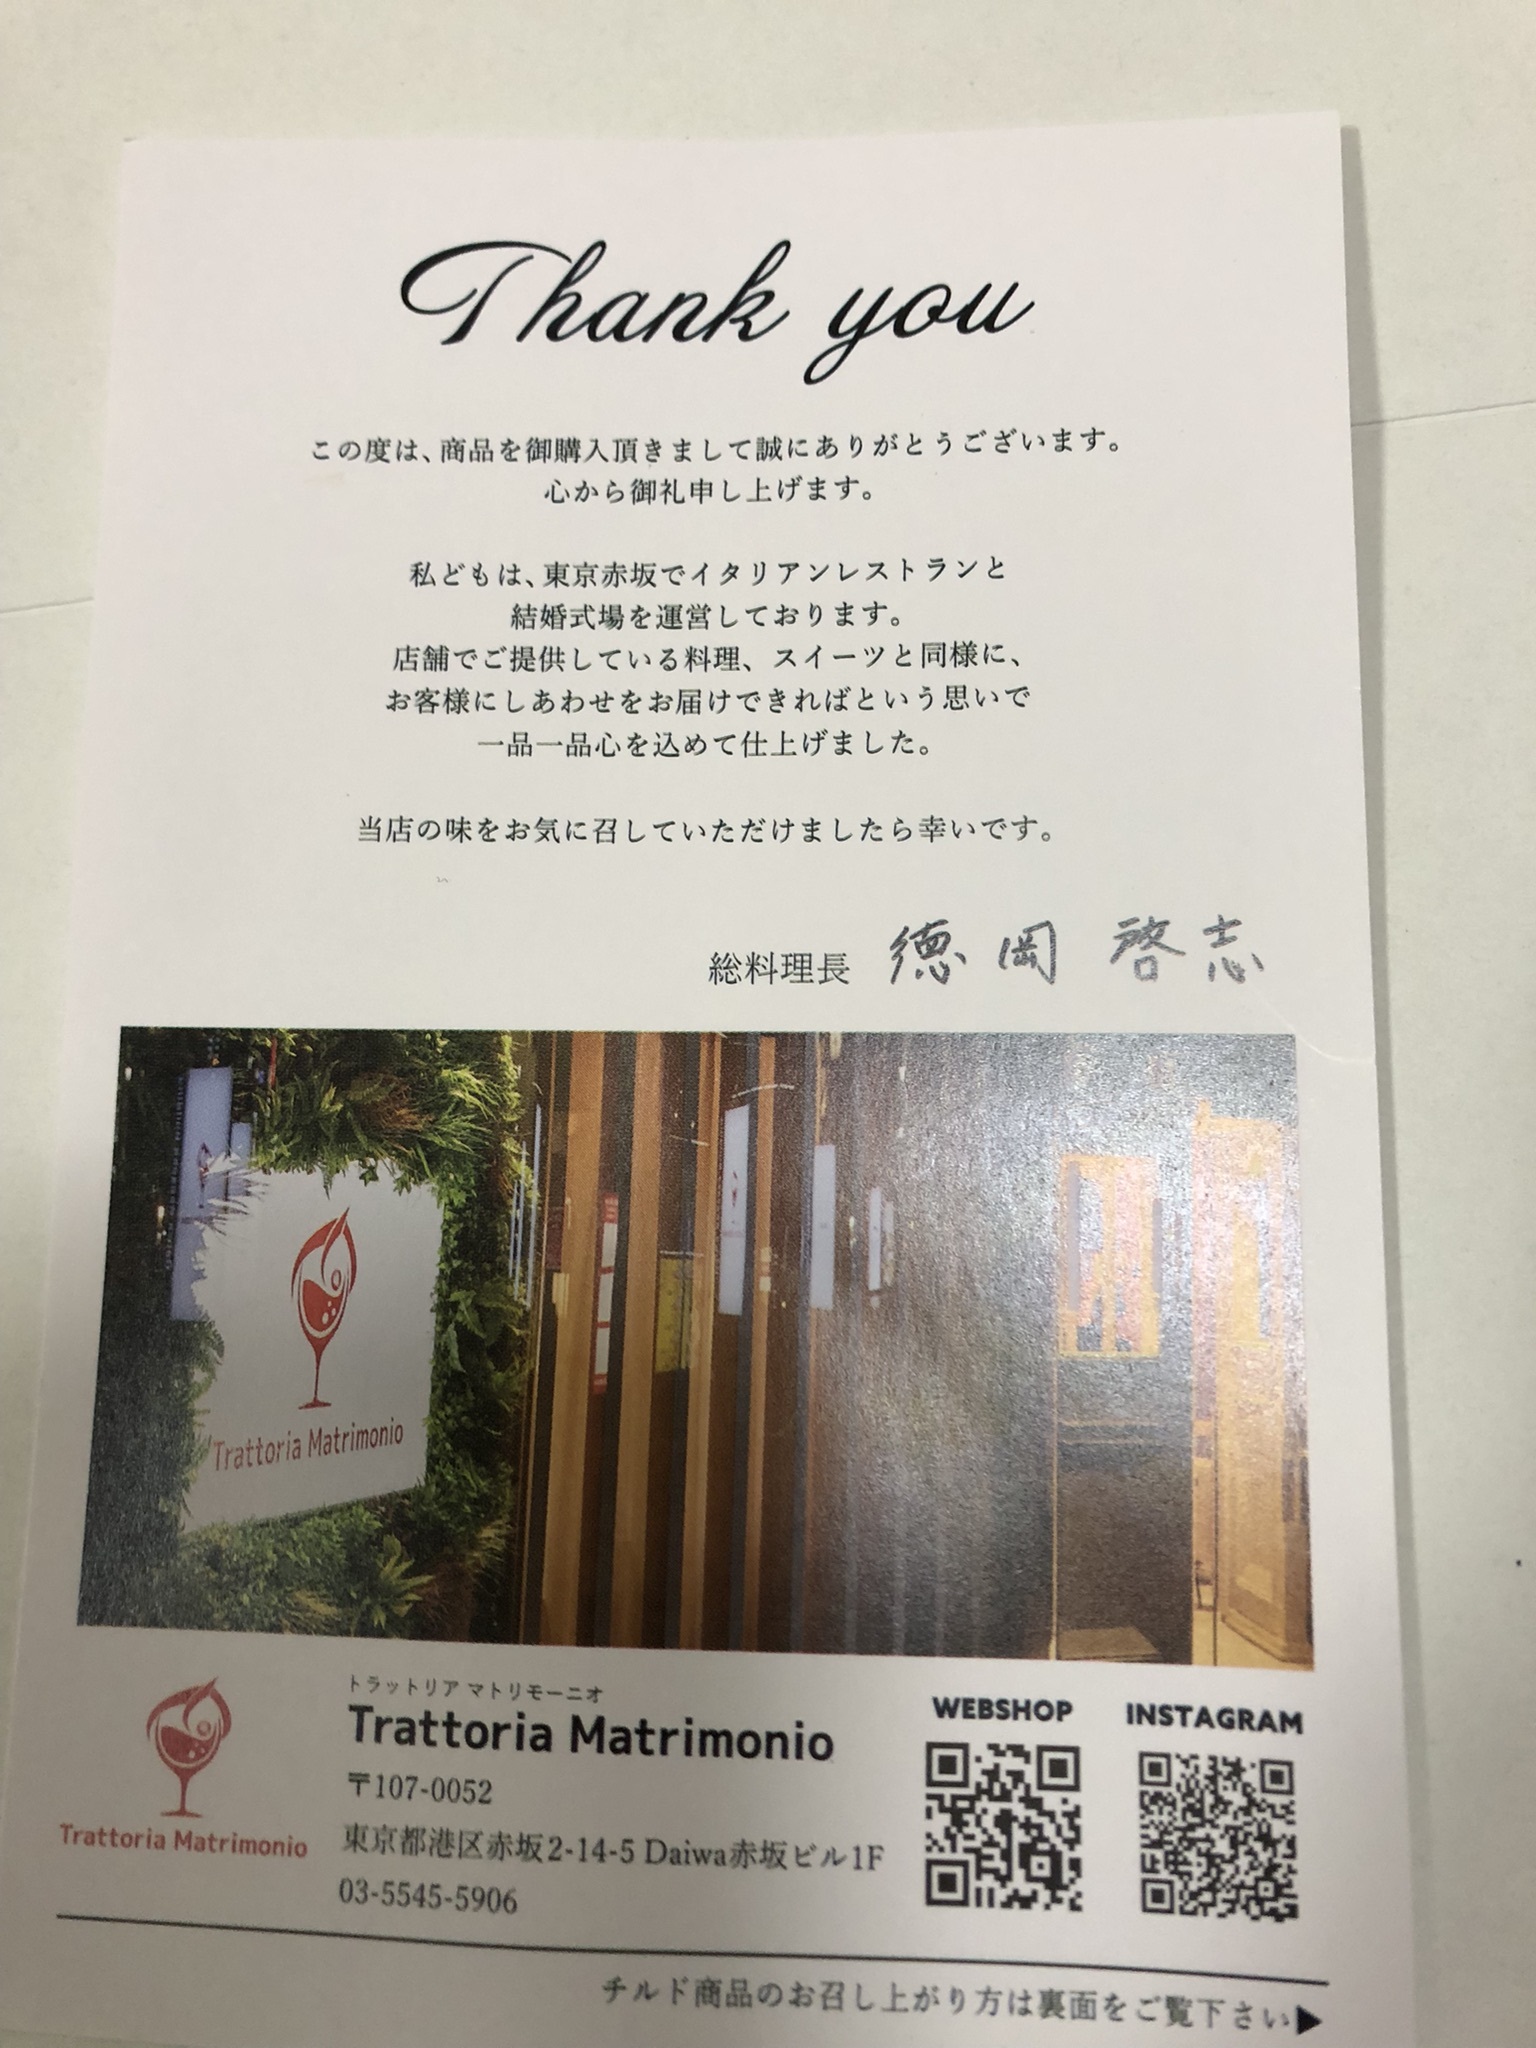 Thank you
この度は、商品を御購入頂きまして誠にありがとうございます。
心から御礼申し上げます。
私どもは、東京赤坂でイタリアンレストランと
結婚式場を運営しております。
店舗でご提供している料理、スイーツと同様に、
お客様にしあわせをお届けできればという思いで
一品一品心を込めて仕上げました。
当店の味をお気に召していただけましたら幸いです。
総料理長 徳岡 啓志
Trattoria Matrimonio
Trattoria Matrimonio
トラットリア マトリモーニオ
Trattoria Matrimonio
〒107-0052
東京都港区赤坂2-14-5 Daiwa赤坂ビル1F
03-5545-5906
WEBSHOP
INSTAGRAM
チルド商品のお召し上がり方は裏面をご覧下さい▶